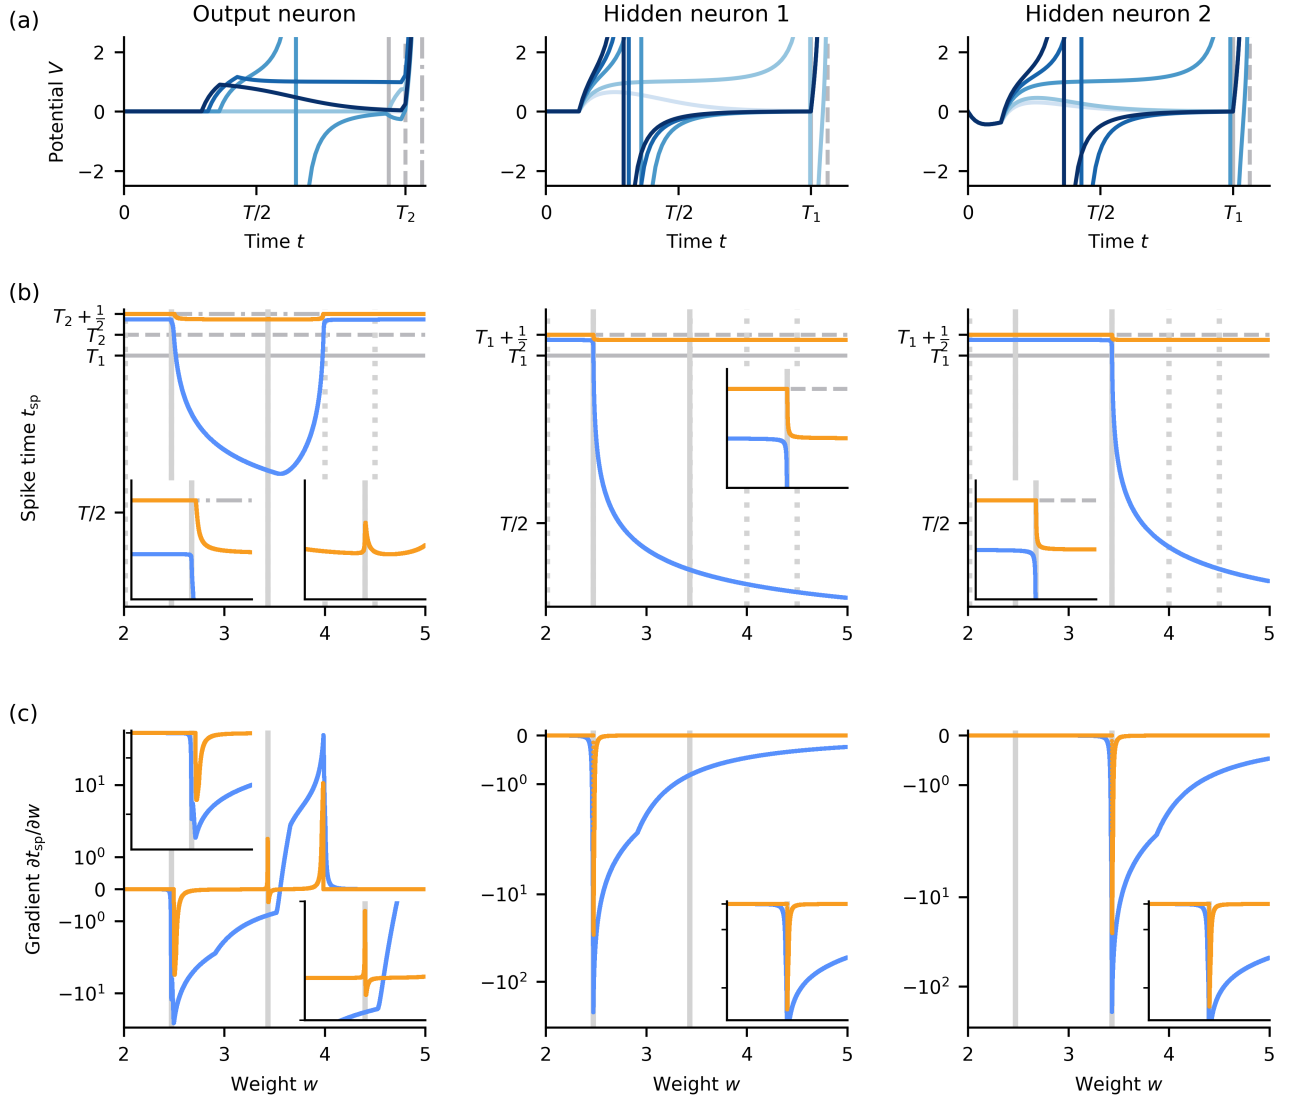 (a)
Output neuron
Hidden neuron 1
Hidden neuron 2
Potential V
2
0
−2
0
T/2
T₂
Time t
2
0
−2
0
T/2
T₁
Time t
2
0
−2
0
T/2
T₁
Time t
(b)
Spike time tₛₚ
T₂ + 1/2
T₂
T₁
T/2
2
3
4
5
T₁ + 1/2
T₁
T/2
2
3
4
5
T₁ + 1/2
T₁
T/2
2
3
4
5
(c)
Gradient ∂tₛₚ/∂w
10¹
10⁰
0
−10⁰
−10¹
2
3
4
5
Weight w
0
−10⁰
−10¹
−10²
2
3
4
5
Weight w
0
−10⁰
−10¹
−10²
2
3
4
5
Weight w